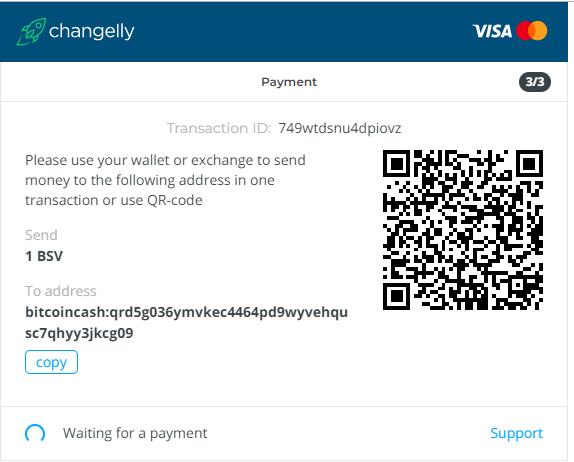 changelly
VISA
Payment
3/3
Transaction ID: 749wtdsnu4dpiovz
Please use your wallet or exchange to send
money to the following address in one
transaction or use QR-code
Send
1 BSV
To address
bitcoincash:qrd5g036ymvkec4464pd9wyvehqu
sc7qhyy3jkcg09
copy
Waiting for a payment
Support